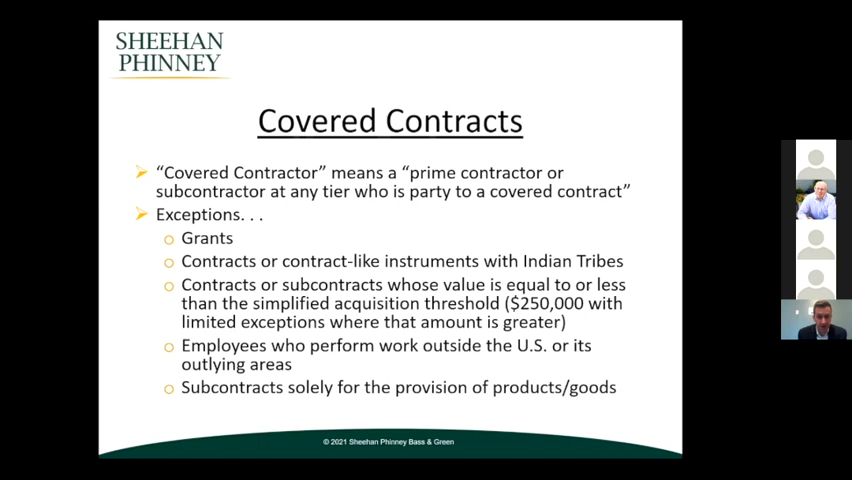 SHEEHAN
PHINNEY
Covered Contracts
“Covered Contractor” means a “prime contractor or
subcontractor at any tier who is party to a covered contract”
Exceptions. . .
Grants
Contracts or contract-like instruments with Indian Tribes
Contracts or subcontracts whose value is equal to or less
than the simplified acquisition threshold ($250,000 with
limited exceptions where that amount is greater)
Employees who perform work outside the U.S. or its
outlying areas
Subcontracts solely for the provision of products/goods
© 2021 Sheehan Phinney Bass & Green